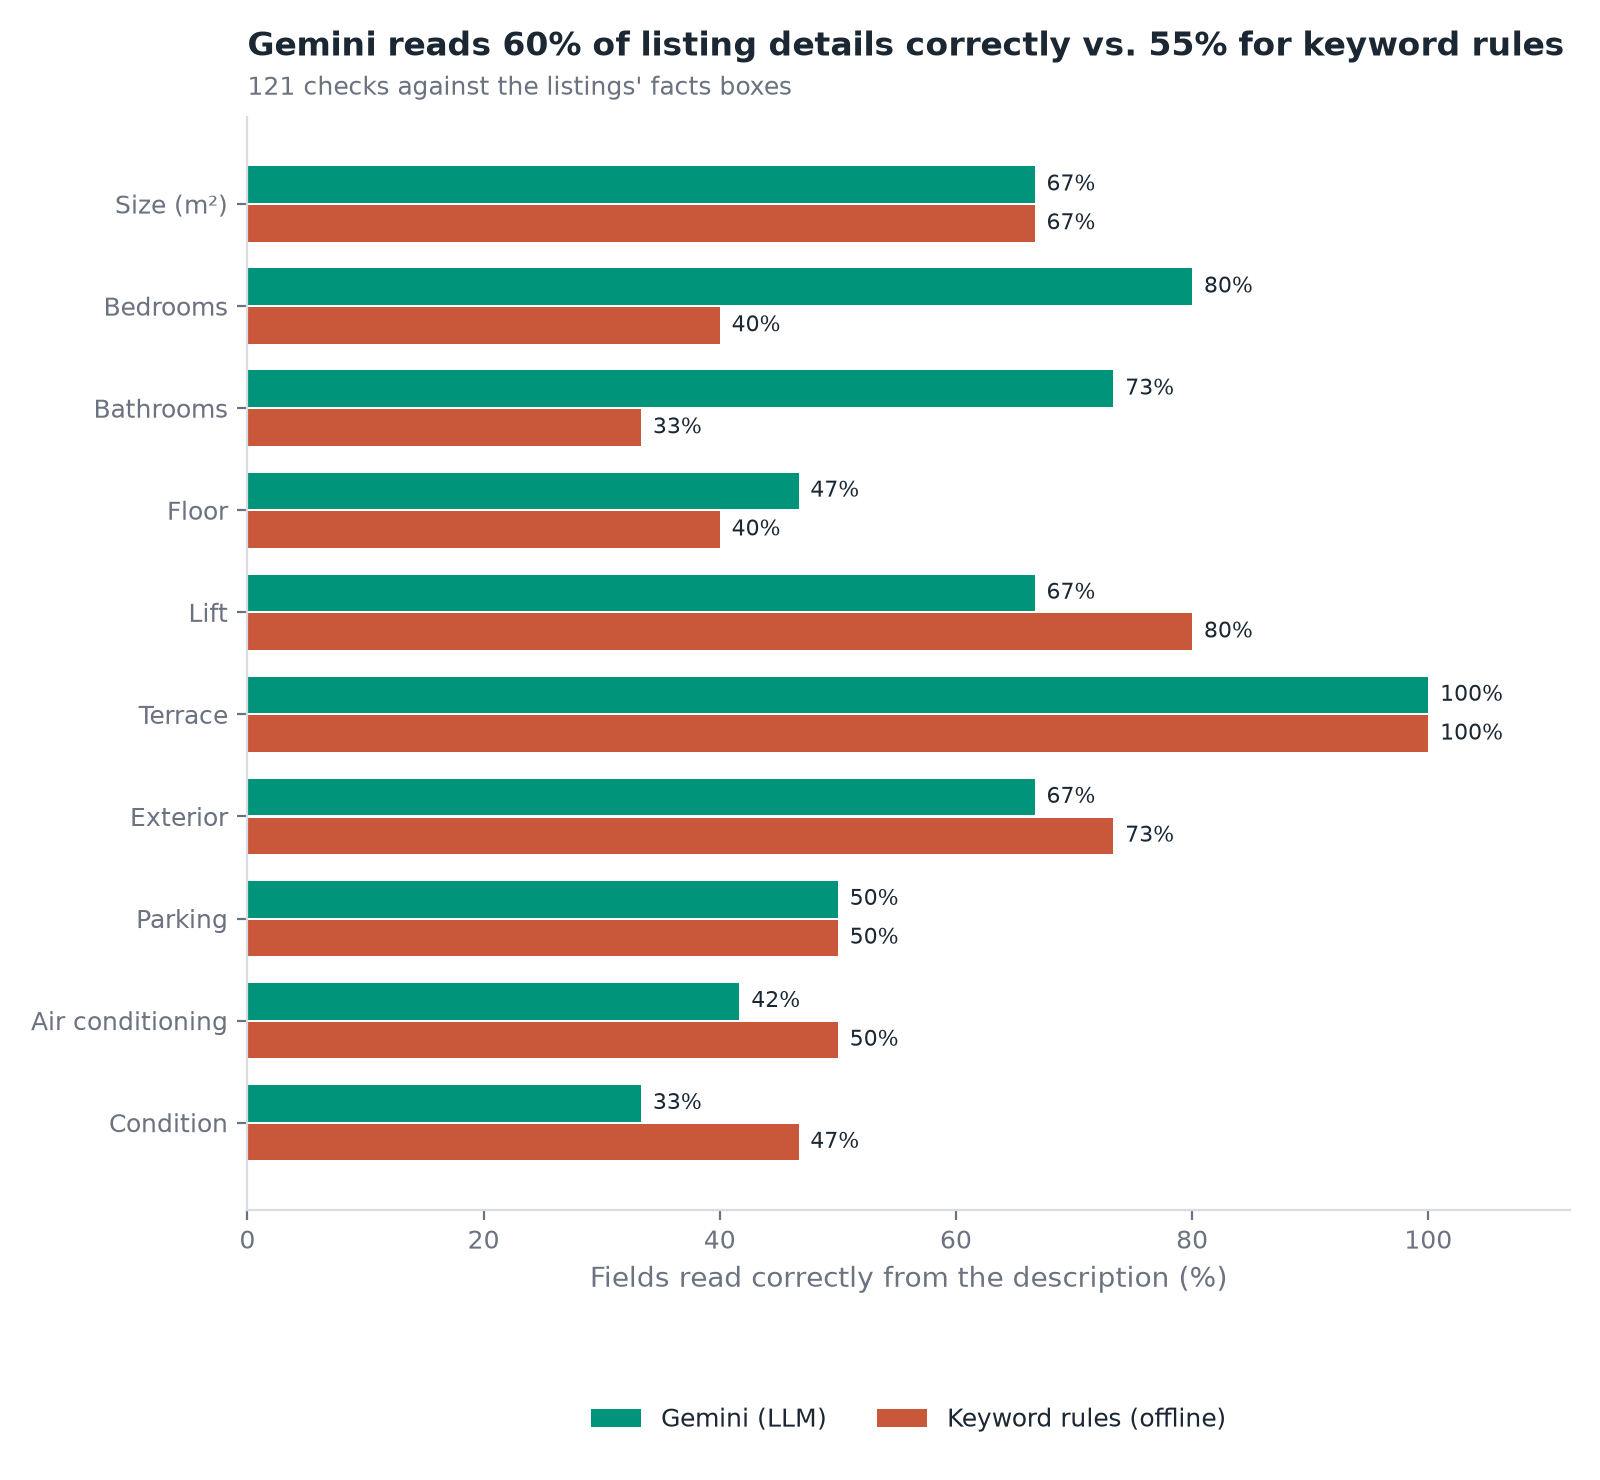 Gemini reads 60% of listing details correctly vs. 55% for keyword rules
121 checks against the listings' facts boxes
Size (m²)
67%
67%
Bedrooms
80%
40%
Bathrooms
73%
33%
Floor
47%
40%
Lift
67%
80%
Terrace
100%
100%
Exterior
67%
73%
Parking
50%
50%
Air conditioning
42%
50%
Condition
33%
47%
0 20 40 60 80 100
Fields read correctly from the description (%)
Gemini (LLM) Keyword rules (offline)